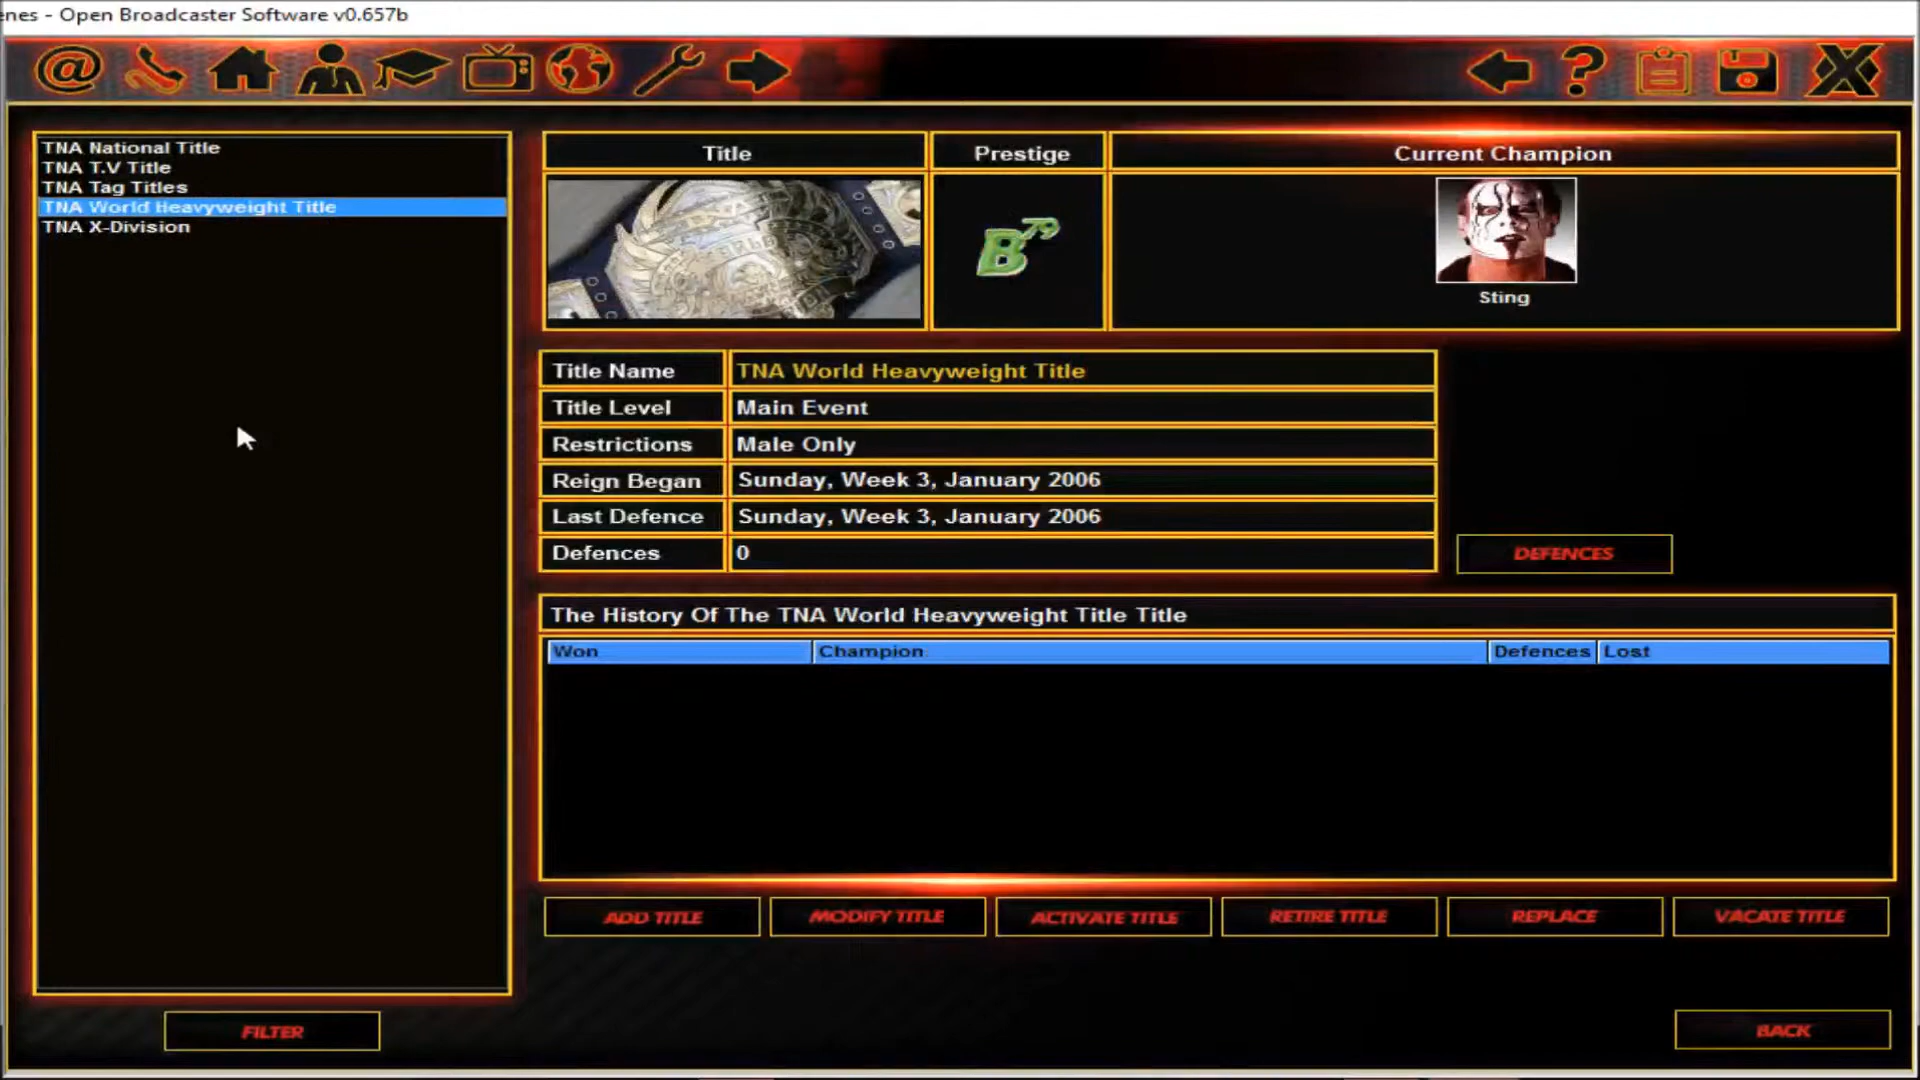 enes - Open Broadcaster Software v0.657b
TNA National Title
TNA T.V Title
TNA Tag Titles
TNA World Heavyweight Title
TNA X-Division
Title
Prestige
Current Champion
B 79
Sting
Title Name
TNA World Heavyweight Title
Title Level
Main Event
Restrictions
Male Only
Reign Began
Sunday, Week 3, January 2006
Last Defence
Sunday, Week 3, January 2006
Defences
0
DEFENCES
The History Of The TNA World Heavyweight Title Title
Won
Champion
Defences
Lost
ADD TITLE
MODIFY TITLE
ACTIVATE TITLE
RETIRE TITLE
REPLACE
VACATE TITLE
FILTER
BACK